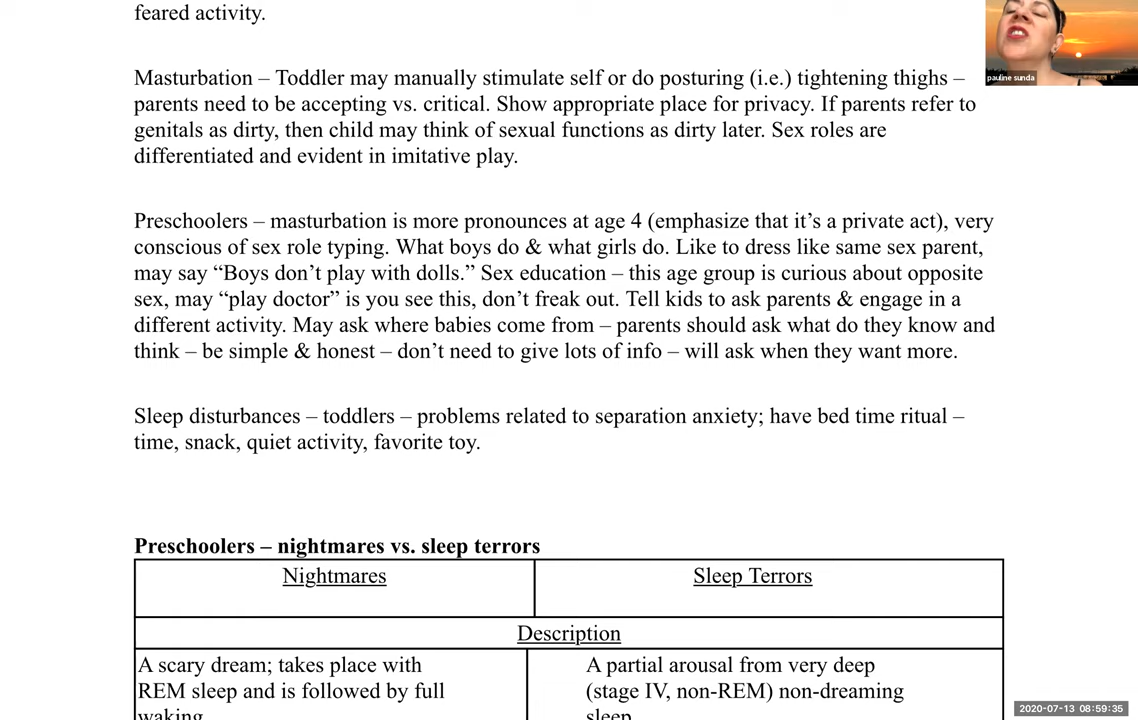 feared activity.
Masturbation – Toddler may manually stimulate self or do posturing (i.e.) tightening thighs –
parents need to be accepting vs. critical. Show appropriate place for privacy. If parents refer to
genitals as dirty, then child may think of sexual functions as dirty later. Sex roles are
differentiated and evident in imitative play.
Preschoolers – masturbation is more pronounces at age 4 (emphasize that it’s a private act), very
conscious of sex role typing. What boys do & what girls do. Like to dress like same sex parent,
may say “Boys don’t play with dolls.” Sex education – this age group is curious about opposite
sex, may “play doctor” is you see this, don’t freak out. Tell kids to ask parents & engage in a
different activity. May ask where babies come from – parents should ask what do they know and
think – be simple & honest – don’t need to give lots of info – will ask when they want more.
Sleep disturbances – toddlers – problems related to separation anxiety; have bed time ritual –
time, snack, quiet activity, favorite toy.
Preschoolers – nightmares vs. sleep terrors
Nightmares
Sleep Terrors
Description
A scary dream; takes place with
REM sleep and is followed by full
waking
A partial arousal from very deep
(stage IV, non-REM) non-dreaming
sleep
pauline sunda
2020-07-13 08:59:35